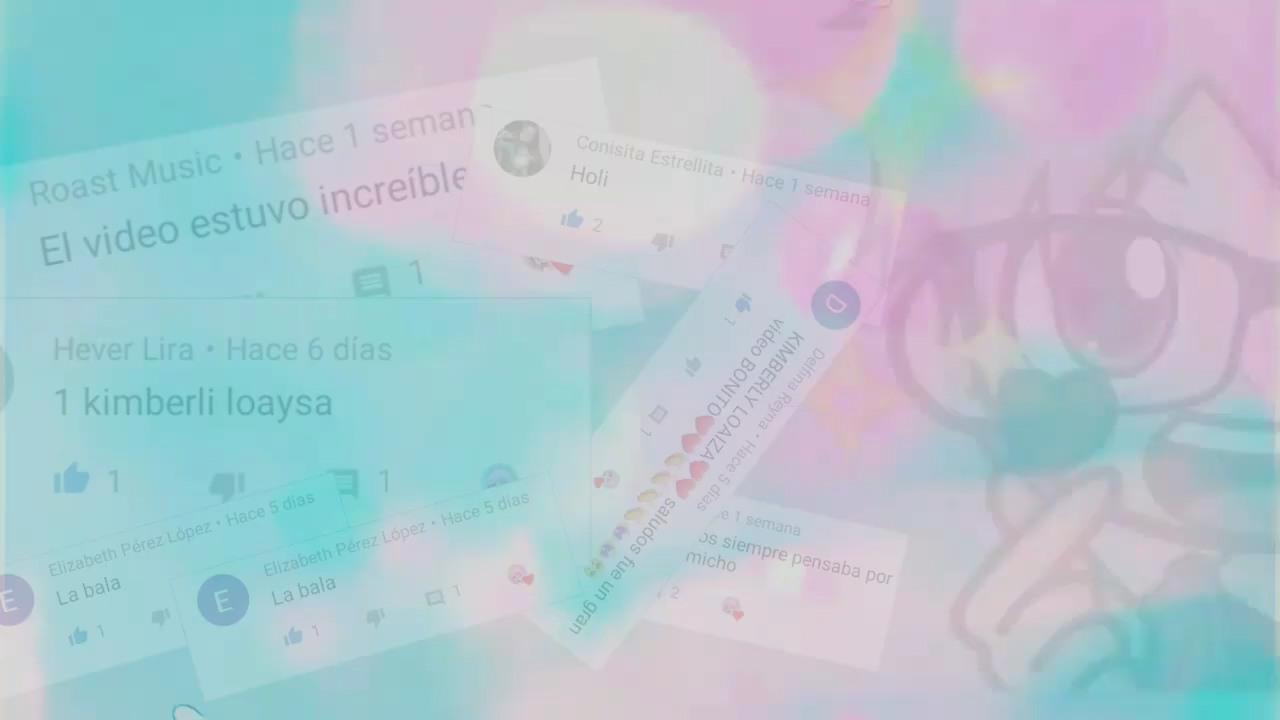 Roast Music • Hace 1 seman
El video estuvo increíble
1
Conisita Estrellita • Hace 1 semana
Holi
2
Hever Lira • Hace 6 días
1 kimberli loaysa
1 1
Delfina Reyna • Hace 5 días
KIMBERLY LOAIZA saludos fue un gran
video BONITO
1 1
D
Elizabeth Pérez López • Hace 5 días
La bala
E
1
Elizabeth Pérez López • Hace 5 días
La bala
E
1 1
e 1 semana
os siempre pensaba por
micho
2